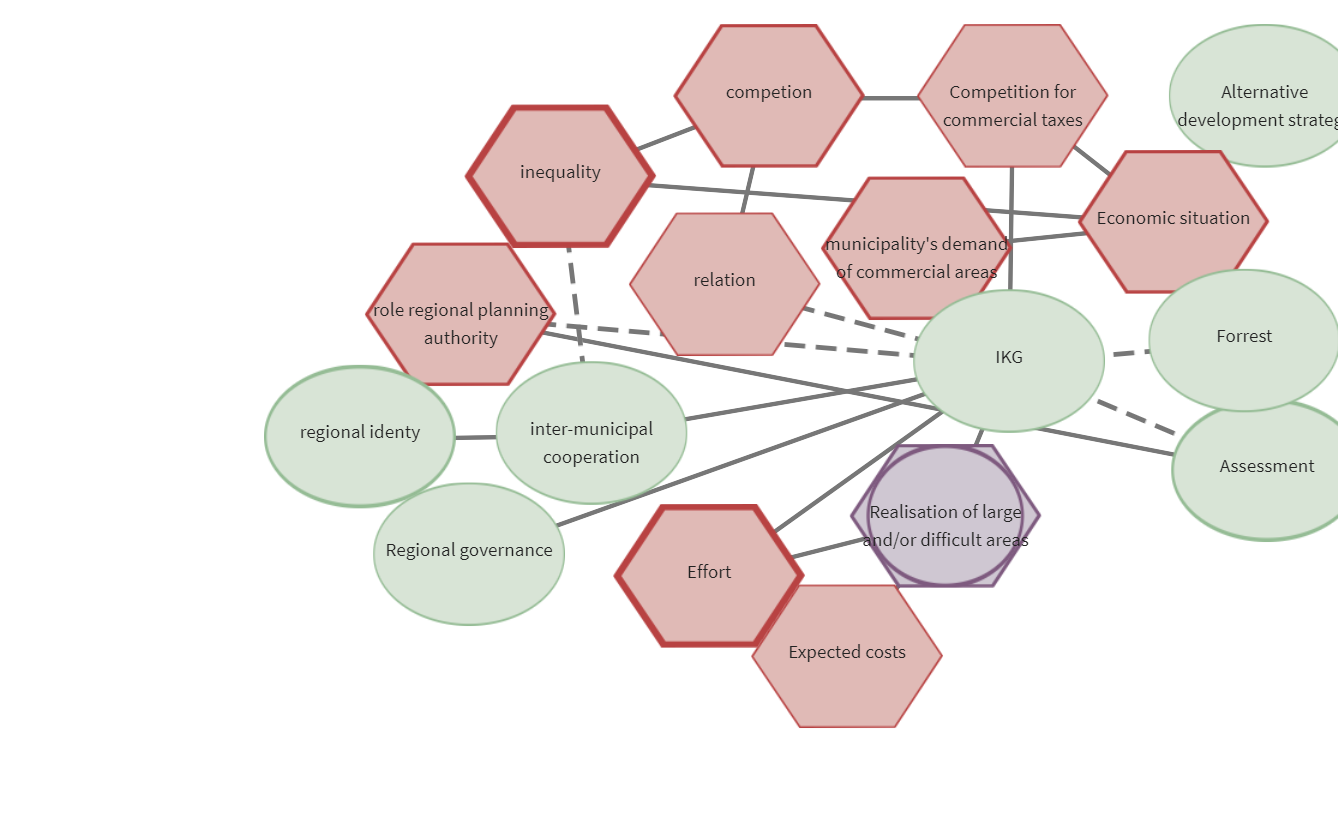 competion
Competition for
commercial taxes
Alternative
development strateg
inequality
Economic situation
municipality's demand
of commercial areas
relation
role regional planning
authority
IKG
Forrest
regional identy
inter-municipal
cooperation
Assessment
Regional governance
Realisation of large
and/or difficult areas
Effort
Expected costs